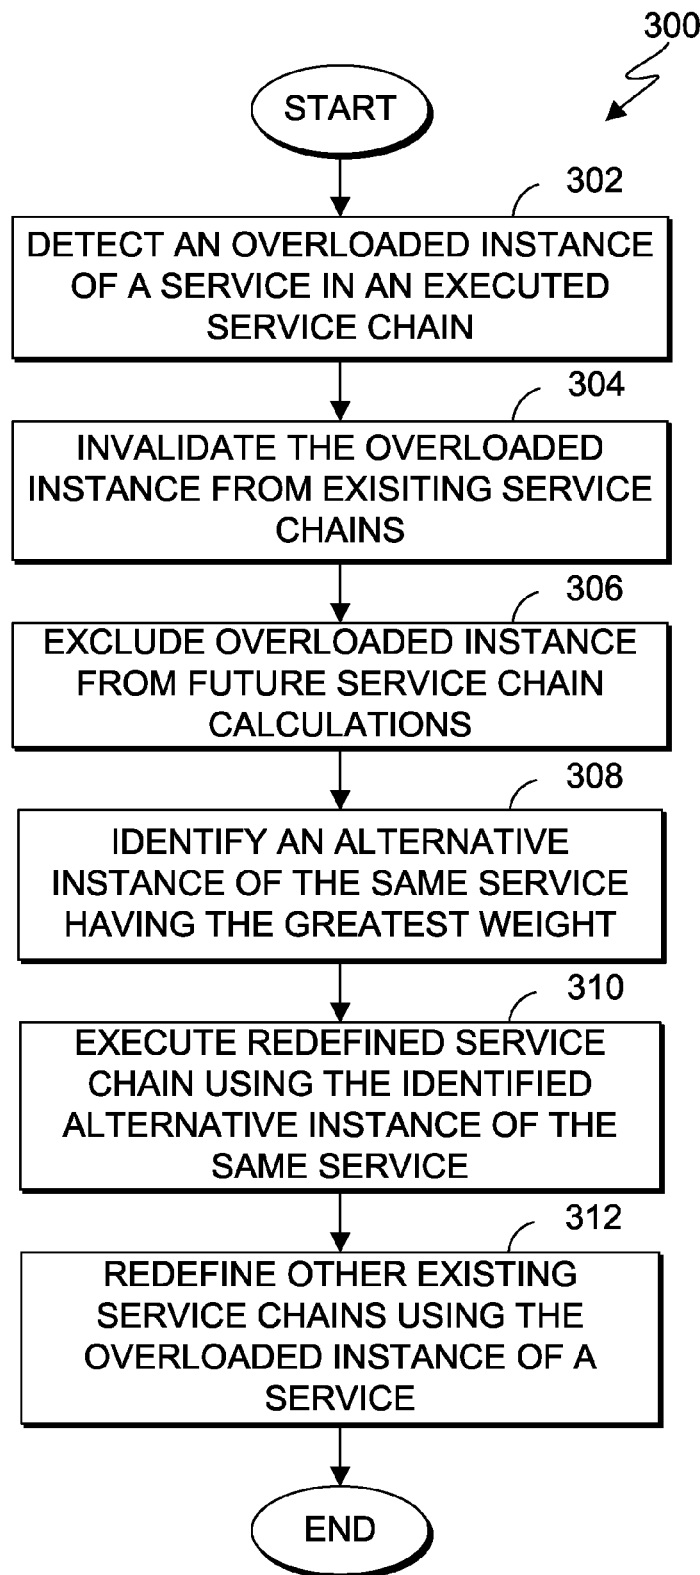 300
START
302
DETECT AN OVERLOADED INSTANCE
OF A SERVICE IN AN EXECUTED
SERVICE CHAIN
304
INVALIDATE THE OVERLOADED
INSTANCE FROM EXISITING SERVICE
CHAINS
306
EXCLUDE OVERLOADED INSTANCE
FROM FUTURE SERVICE CHAIN
CALCULATIONS
308
IDENTIFY AN ALTERNATIVE
INSTANCE OF THE SAME SERVICE
HAVING THE GREATEST WEIGHT
310
EXECUTE REDEFINED SERVICE
CHAIN USING THE IDENTIFIED
ALTERNATIVE INSTANCE OF THE
SAME SERVICE
312
REDEFINE OTHER EXISTING
SERVICE CHAINS USING THE
OVERLOADED INSTANCE OF A
SERVICE
END